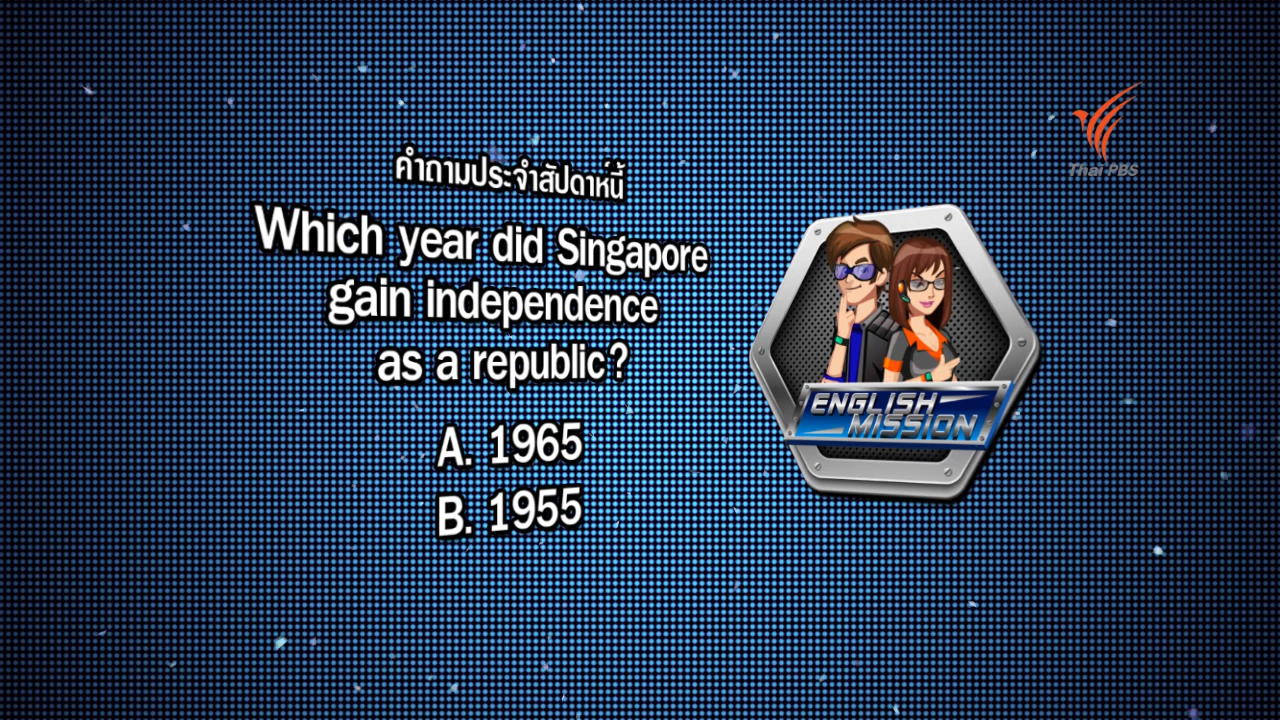 คำถามประจำสัปดาห์นี้
Which year did Singapore
gain independence
as a republic?
A. 1965
B. 1955
Thai PBS
ENGLISH
MISSION